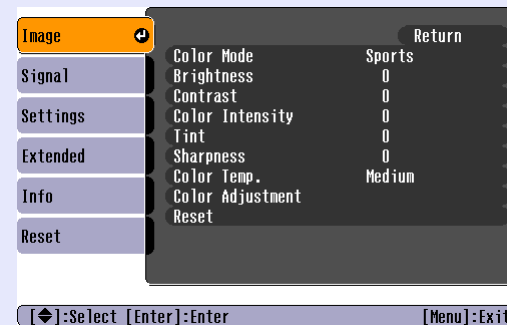 Image
Signal
Settings
Extended
Info
Reset
Return
Color Mode Sports
Brightness 0
Contrast 0
Color Intensity 0
Tint 0
Sharpness 0
Color Temp. Medium
Color Adjustment
Reset
[◆]:Select [Enter]:Enter [Menu]:Exit